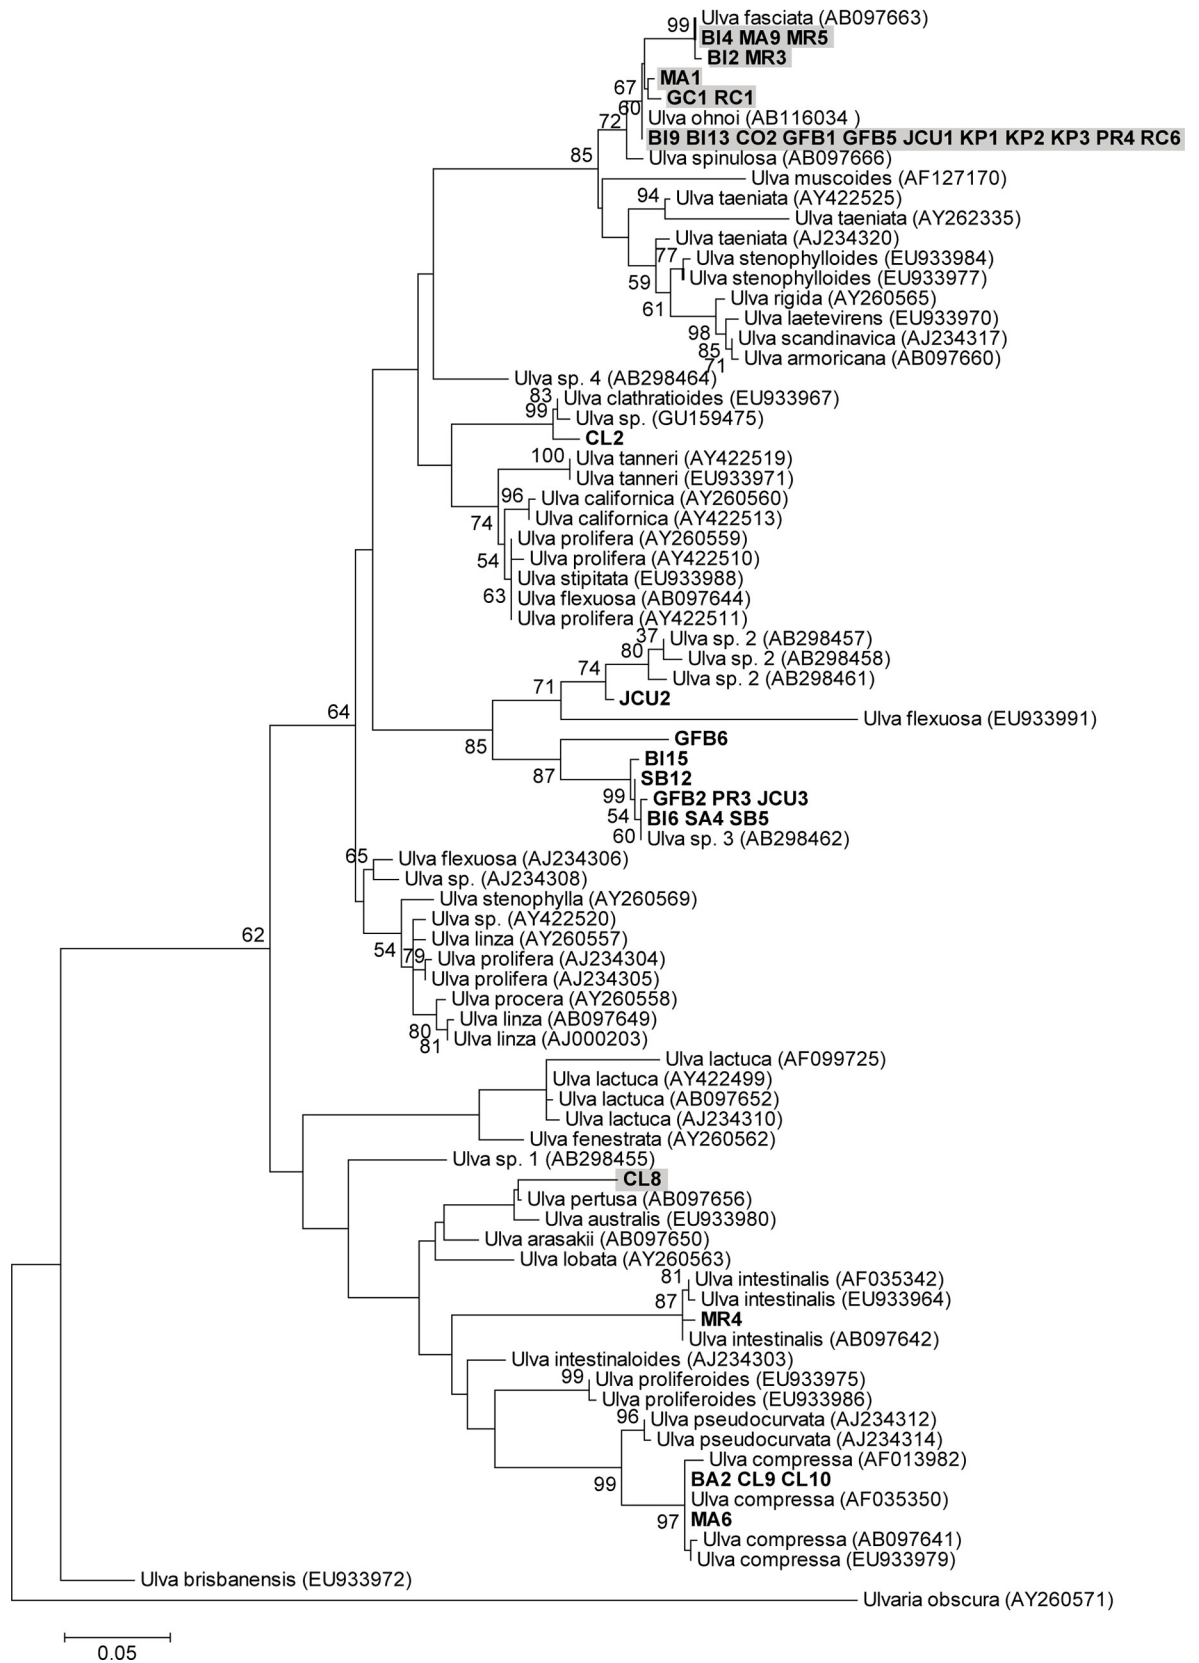 Ulva fasciata (AB097663)
99
BI4 MA9 MR5
BI2 MR3
MA1
67
GC1 RC1
60
Ulva ohnoi (AB116034 )
72
BI9 BI13 CO2 GFB1 GFB5 JCU1 KP1 KP2 KP3 PR4 RC6
85
Ulva spinulosa (AB097666)
Ulva muscoides (AF127170)
94
Ulva taeniata (AY422525)
Ulva taeniata (AY262335)
Ulva taeniata (AJ234320)
77
Ulva stenophylloides (EU933984)
59
Ulva stenophylloides (EU933977)
61
Ulva rigida (AY260565)
Ulva laetevirens (EU933970)
98
Ulva scandinavica (AJ234317)
85
Ulva armoricana (AB097660)
71
Ulva sp. 4 (AB298464)
83
Ulva clathratioides (EU933967)
99
Ulva sp. (GU159475)
CL2
100
Ulva tanneri (AY422519)
Ulva tanneri (EU933971)
96
Ulva californica (AY260560)
74
Ulva californica (AY422513)
Ulva prolifera (AY260559)
54
Ulva prolifera (AY422510)
Ulva stipitata (EU933988)
63
Ulva flexuosa (AB097644)
Ulva prolifera (AY422511)
37
Ulva sp. 2 (AB298457)
80
Ulva sp. 2 (AB298458)
74
Ulva sp. 2 (AB298461)
71
JCU2
64
Ulva flexuosa (EU933991)
85
GFB6
BI15
87
SB12
99
GFB2 PR3 JCU3
54
BI6 SA4 SB5
60
Ulva sp. 3 (AB298462)
65
Ulva flexuosa (AJ234306)
Ulva sp. (AJ234308)
Ulva stenophylla (AY260569)
Ulva sp. (AY422520)
62
Ulva linza (AY260557)
54
79
Ulva prolifera (AJ234304)
Ulva prolifera (AJ234305)
Ulva procera (AY260558)
Ulva linza (AB097649)
80
Ulva linza (AJ000203)
81
Ulva lactuca (AF099725)
Ulva lactuca (AY422499)
Ulva lactuca (AB097652)
Ulva lactuca (AJ234310)
Ulva fenestrata (AY260562)
Ulva sp. 1 (AB298455)
CL8
Ulva pertusa (AB097656)
Ulva australis (EU933980)
Ulva arasakii (AB097650)
Ulva lobata (AY260563)
81
Ulva intestinalis (AF035342)
87
Ulva intestinalis (EU933964)
MR4
Ulva intestinalis (AB097642)
Ulva intestinaloides (AJ234303)
99
Ulva proliferoides (EU933975)
Ulva proliferoides (EU933986)
96
Ulva pseudocurvata (AJ234312)
Ulva pseudocurvata (AJ234314)
Ulva compressa (AF013982)
99
BA2 CL9 CL10
Ulva compressa (AF035350)
97
MA6
Ulva compressa (AB097641)
Ulva compressa (EU933979)
Ulva brisbanensis (EU933972)
Ulvaria obscura (AY260571)
0.05